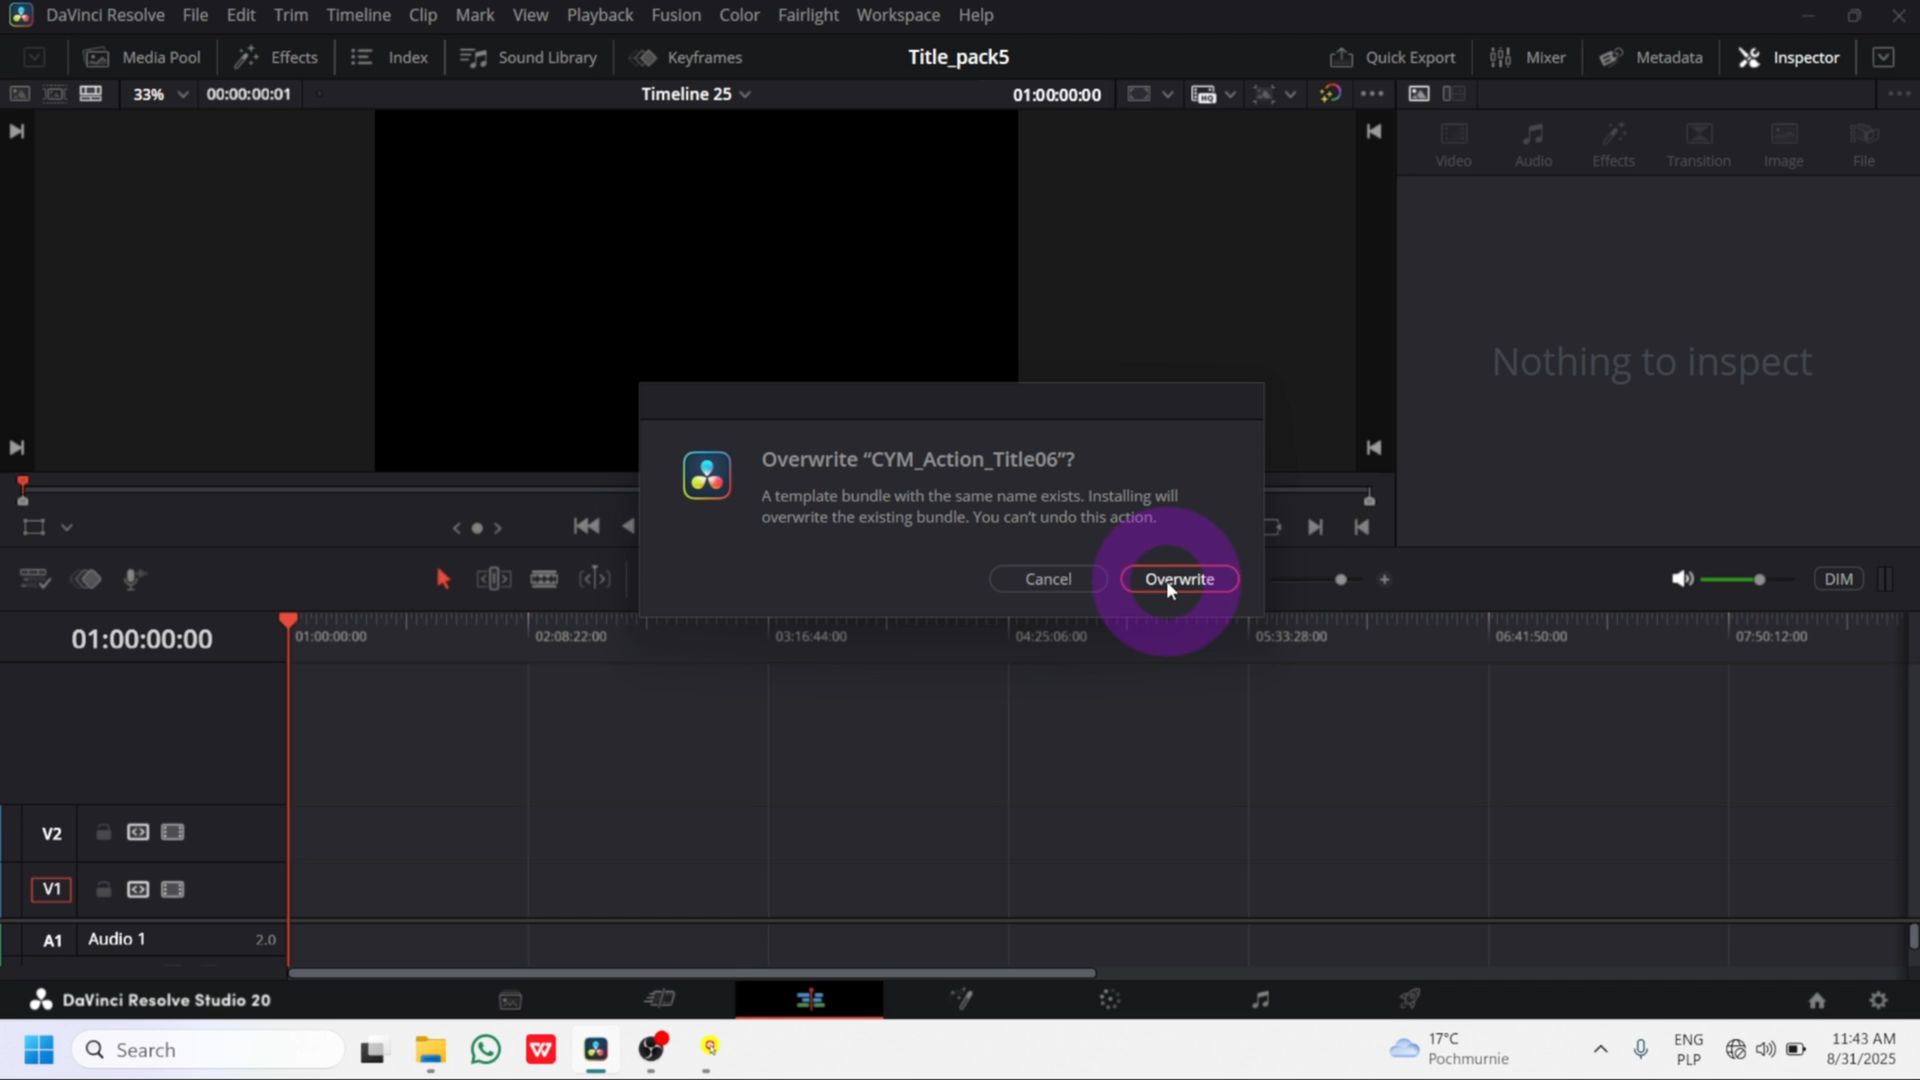 DaVinci Resolve File Edit Trim Timeline Clip Mark View Playback Fusion Color Fairlight Workspace Help
Media Pool Effects Index Sound Library Keyframes Title_pack5 Quick Export Mixer Metadata Inspector
33% 00:00:00:01 Timeline 25 01:00:00:00
Video Audio Effects Transition Image File
Nothing to inspect
Overwrite “CYM_Action_Title06”?
A template bundle with the same name exists. Installing will
overwrite the existing bundle. You can't undo this action.
Cancel Overwrite
DIM
01:00:00:00 01:00:00:00 02:08:22:00 03:16:44:00 04:25:06:00 05:33:28:00 06:41:50:00 07:50:12:00
V2
V1
A1 Audio 1 2.0
DaVinci Resolve Studio 20
Search
17°C
Pochmurnie
ENG
PLP
11:43 AM
8/31/2025